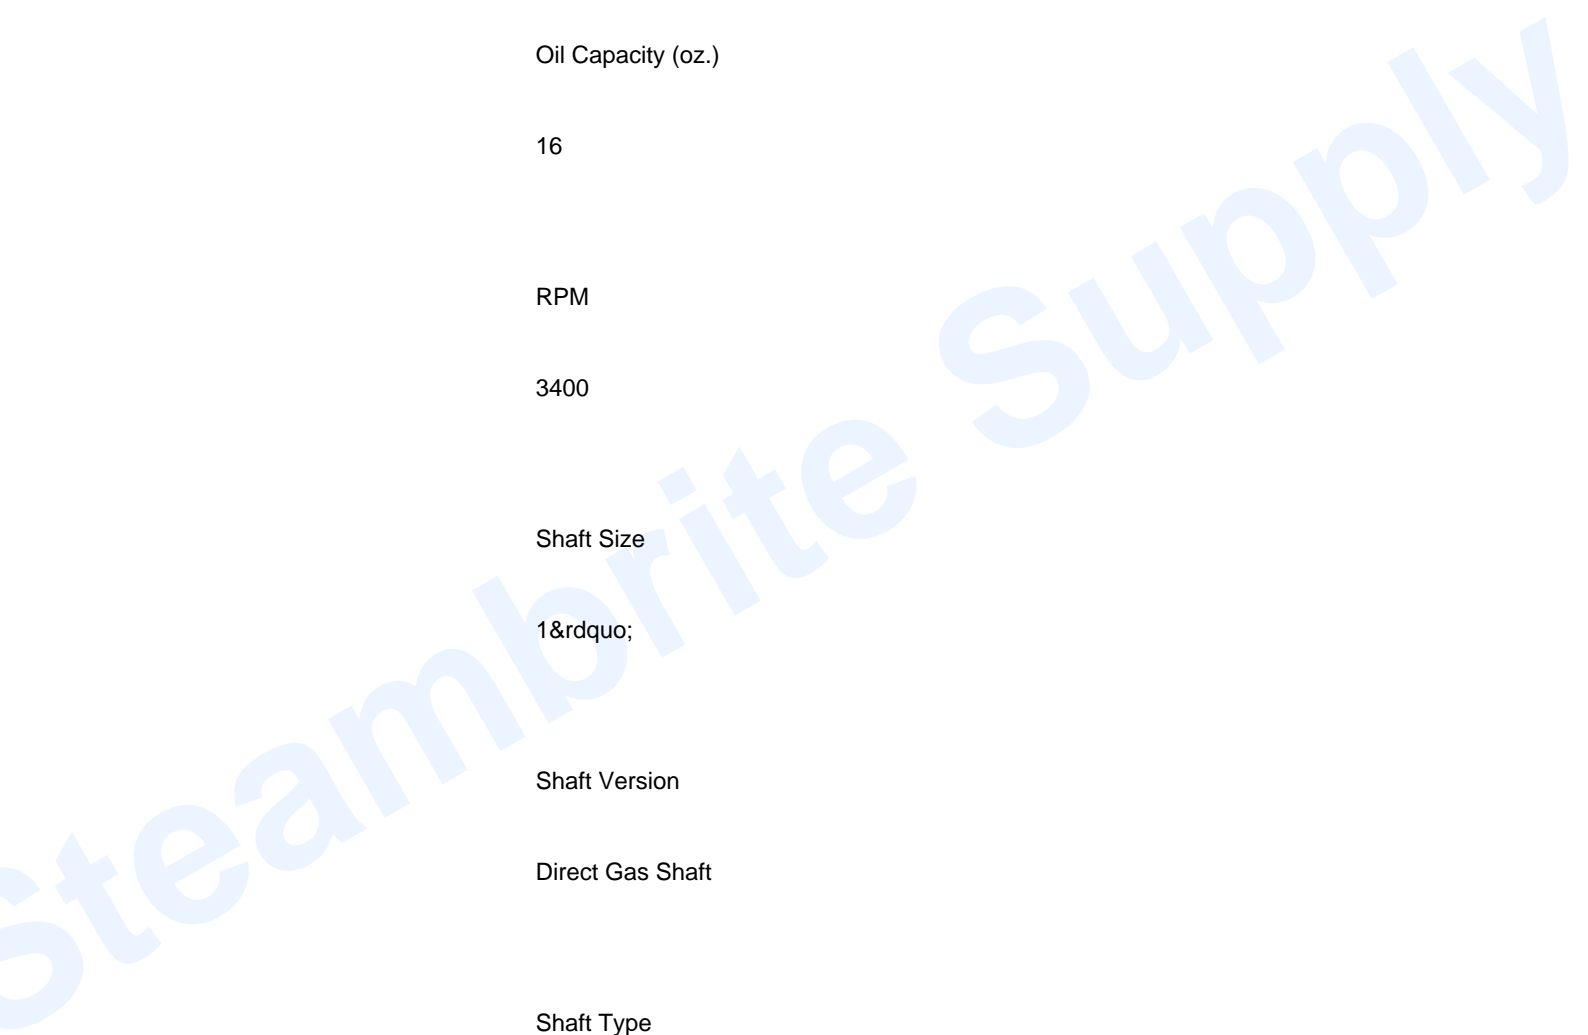 Oil Capacity (oz.)
16
RPM
3400
Shaft Size
1&rdquo;
Shaft Version
Direct Gas Shaft
Shaft Type
Steambrite Supply